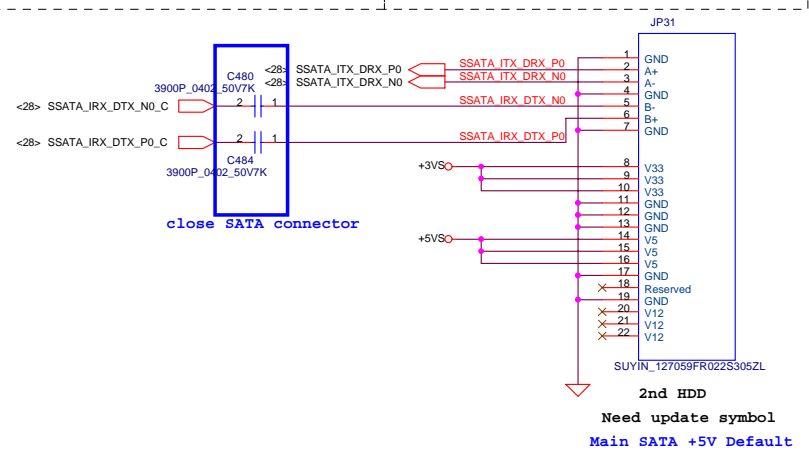 JP31
<28> SSATA_ITX_DRX_P0 SSATA_ITX_DRX_P0 1 GND
<28> SSATA_ITX_DRX_N0 SSATA_ITX_DRX_N0 2 A+
3 A-
4 GND
C480
3900P_0402_50V7K
<28> SSATA_IRX_DTX_N0_C 2 1 SSATA_IRX_DTX_N0 5 B-
6 B+
<28> SSATA_IRX_DTX_P0_C 2 1 SSATA_IRX_DTX_P0 7 GND
C484
3900P_0402_50V7K
close SATA connector
+3VS 8 V33
9 V33
10 V33
11 GND
12 GND
13 GND
+5VS 14 V5
15 V5
16 V5
17 GND
18 Reserved
19 GND
20 V12
21 V12
22 V12
SUYIN_127059FR022S305ZL
2nd HDD
Need update symbol
Main SATA +5V Default